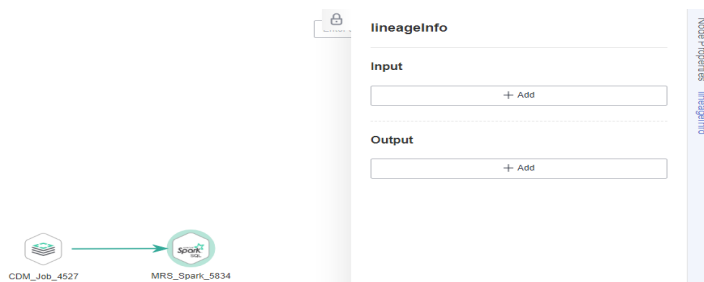 lineageInfo
Input
+ Add
Output
+ Add
Node Properties
lineageInfo
Spark
SQL
CDM_Job_4527
MRS_Spark_5834